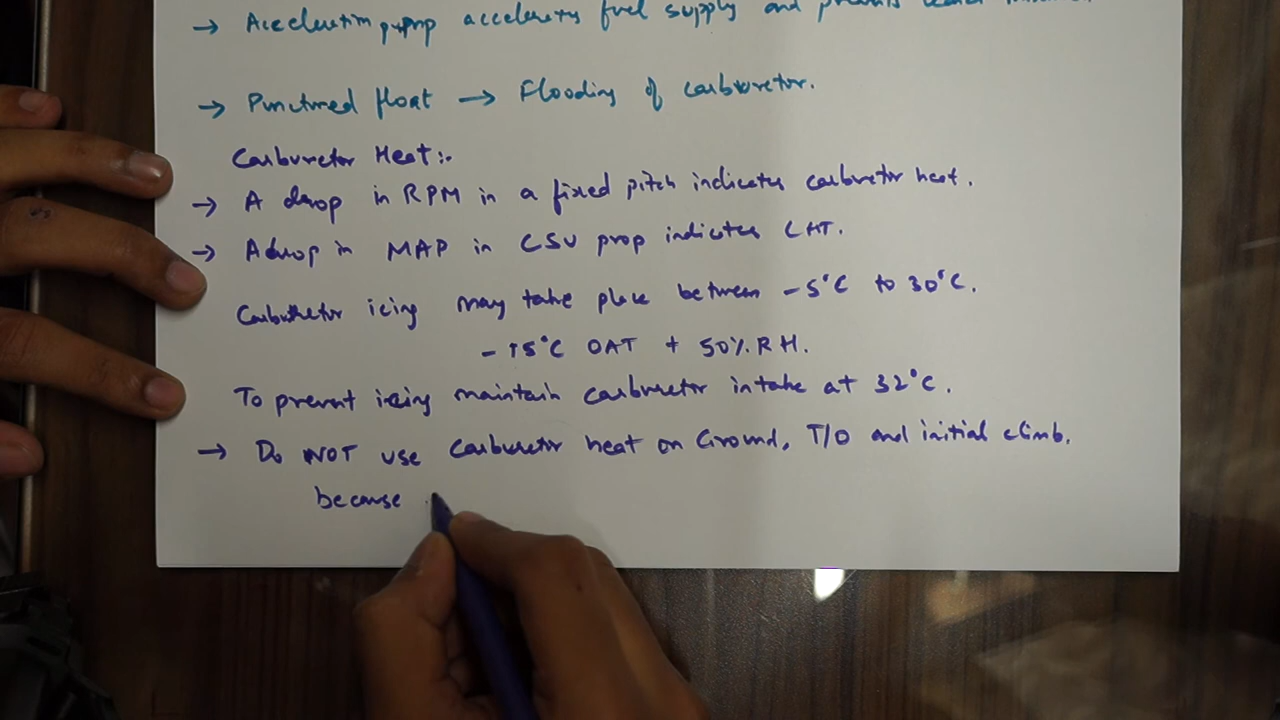 → Acceleration pump accelerates fuel supply and prevents
→ Punctured float → Flooding of carburetor.
Carburetor Heat:-
→ A drop in RPM in a fixed pitch indicates carburetor heat.
→ A drop in MAP in CSU prop indicates CHT.
Carburetor icing may take place between -5°C to 30°C.
-15°C OAT + 50% RH.
To prevent icing maintain carburetor intake at 32°C.
→ Do NOT use Carburetor heat on Ground, T/O and initial climb.
because